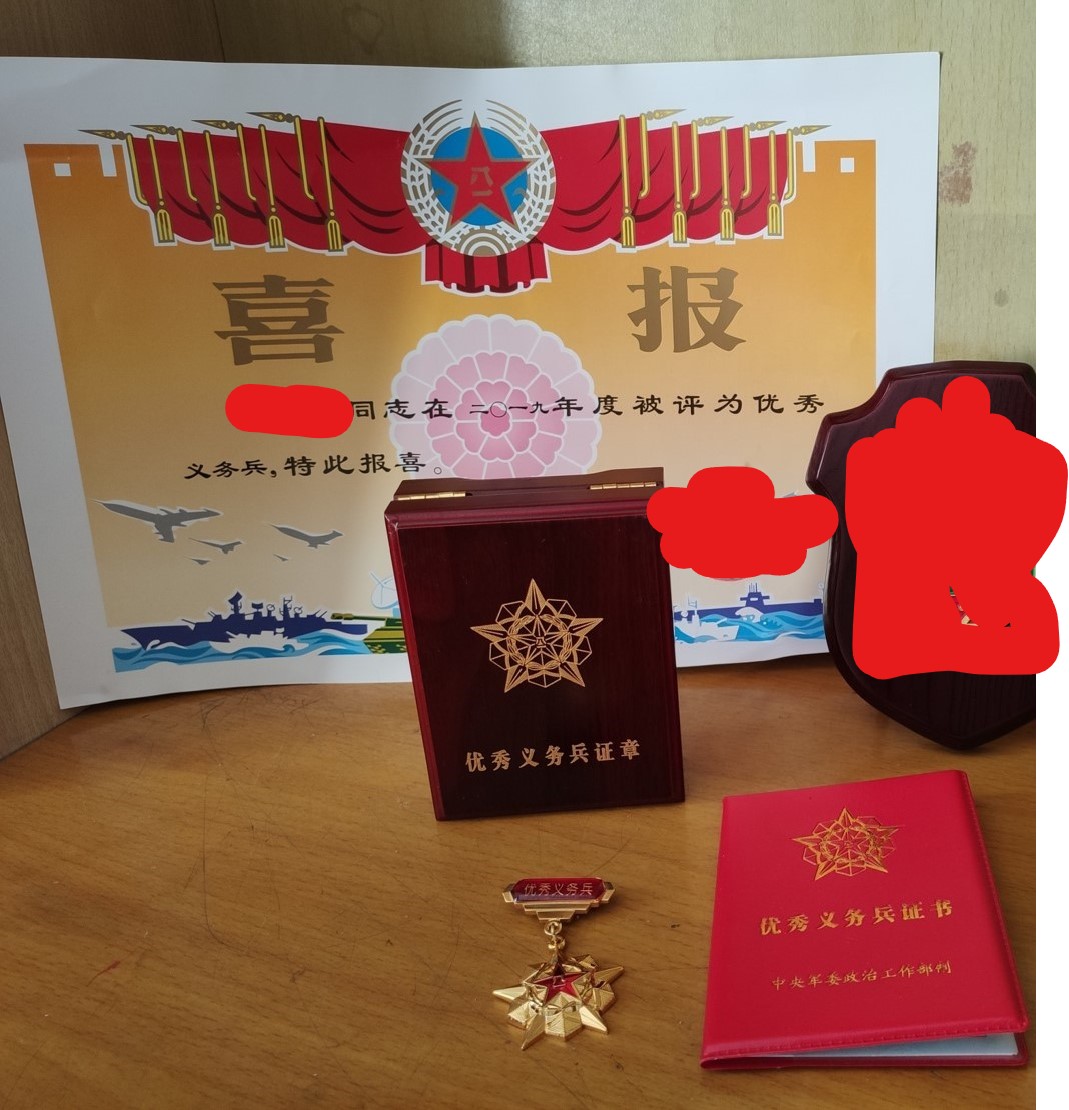 喜 报
同志在二〇一九年度被评为优秀
义务兵,特此报喜。
优秀义务兵证章
优秀义务兵
优秀义务兵证书
中央军委政治工作部制
八一